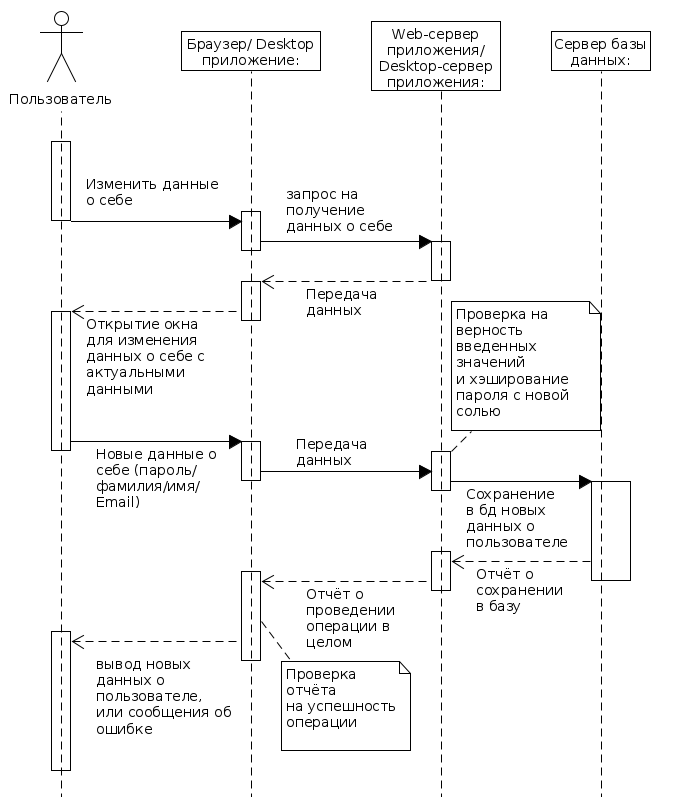 Пользователь
Браузер/ Desktop
приложение:
Web-сервер
приложения/
Desktop-сервер
приложения:
Сервер базы
данных:
Изменить данные
о себе
запрос на
получение
данных о себе
Передача
данных
Открытие окна
для изменения
данных о себе с
актуальными
данными
Проверка на
верность
введенных
значений
и хэширование
пароля с новой
солью
Новые данные о
себе (пароль/
фамилия/имя/
Email)
Передача
данных
Сохранение
в бд новых
данных о
пользователе
Отчёт о
сохранении
в базу
Отчёт о
проведении
операции в
целом
Проверка
отчёта
на успешность
операции
вывод новых
данных о
пользователе,
или сообщения об
ошибке